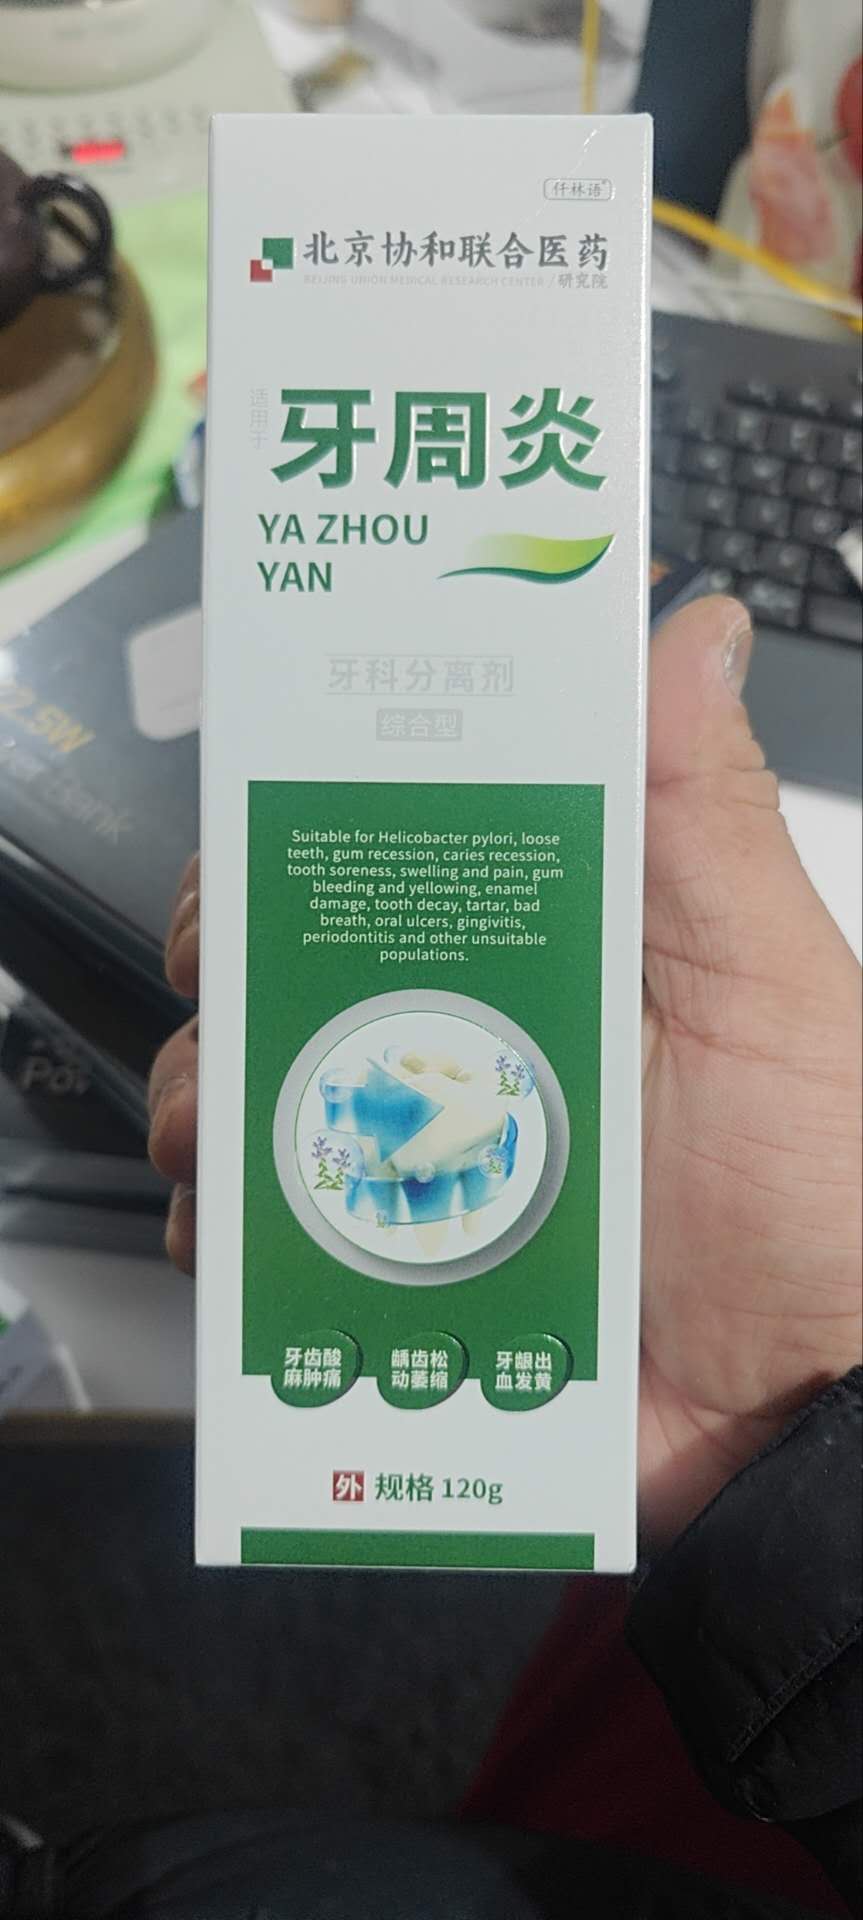 仟林语
北京协和联合医药
BEIJING UNION MEDICAL RESEARCH CENTER / 研究院
适用于
牙周炎
YA ZHOU
YAN
牙科分离剂
综合型
22.5W
Suitable for Helicobacter pylori, loose
teeth, gum recession, caries recession,
tooth soreness, swelling and pain, gum
bleeding and yellowing, enamel
damage, tooth decay, tartar, bad
breath, oral ulcers, gingivitis,
periodontitis and other unsuitable
populations.
牙齿酸
麻肿痛
龋齿松
动萎缩
牙龈出
血发黄
外 规格 120g